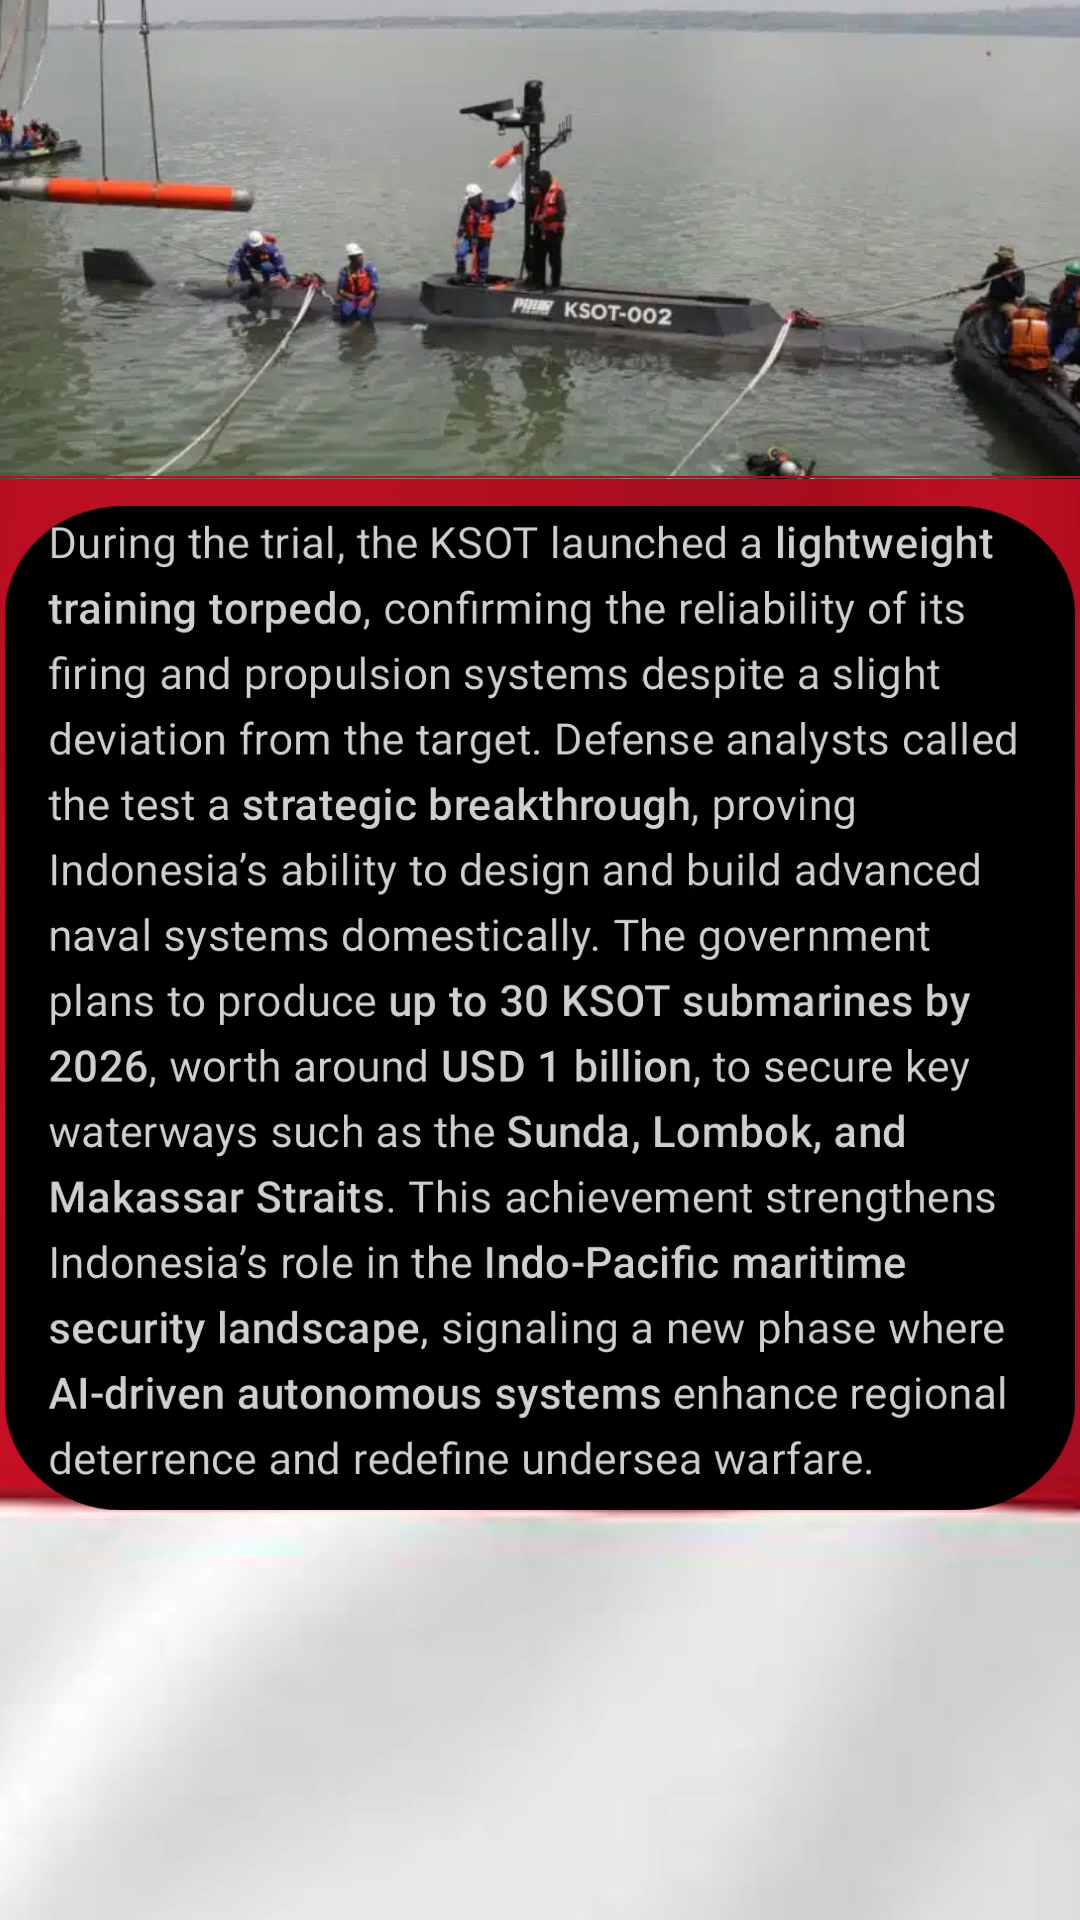 PAL
KSOT-002
During the trial, the KSOT launched a lightweight
training torpedo, confirming the reliability of its
firing and propulsion systems despite a slight
deviation from the target. Defense analysts called
the test a strategic breakthrough, proving
Indonesia’s ability to design and build advanced
naval systems domestically. The government
plans to produce up to 30 KSOT submarines by
2026, worth around USD 1 billion, to secure key
waterways such as the Sunda, Lombok, and
Makassar Straits. This achievement strengthens
Indonesia’s role in the Indo-Pacific maritime
security landscape, signaling a new phase where
AI-driven autonomous systems enhance regional
deterrence and redefine undersea warfare.